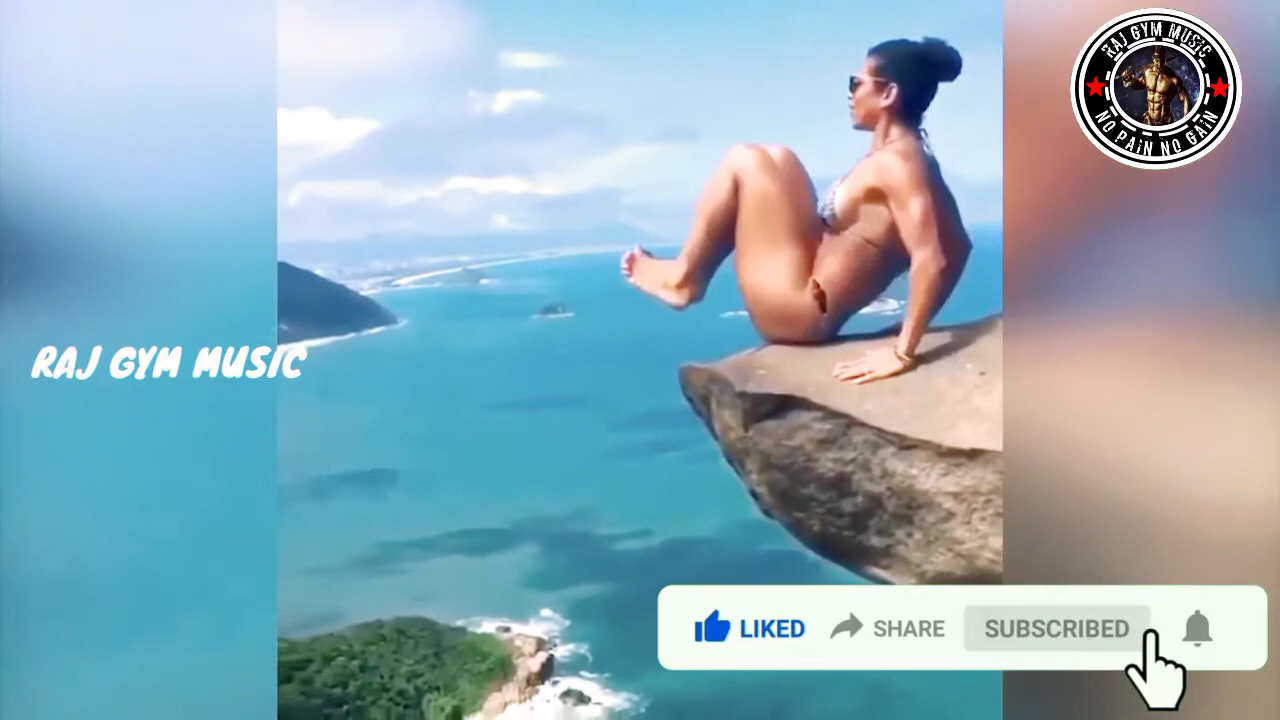 RAJ GYM MUSIC
NO PAIN NO GAIN
RAJ GYM MUSIC
LIKED
SHARE
SUBSCRIBED